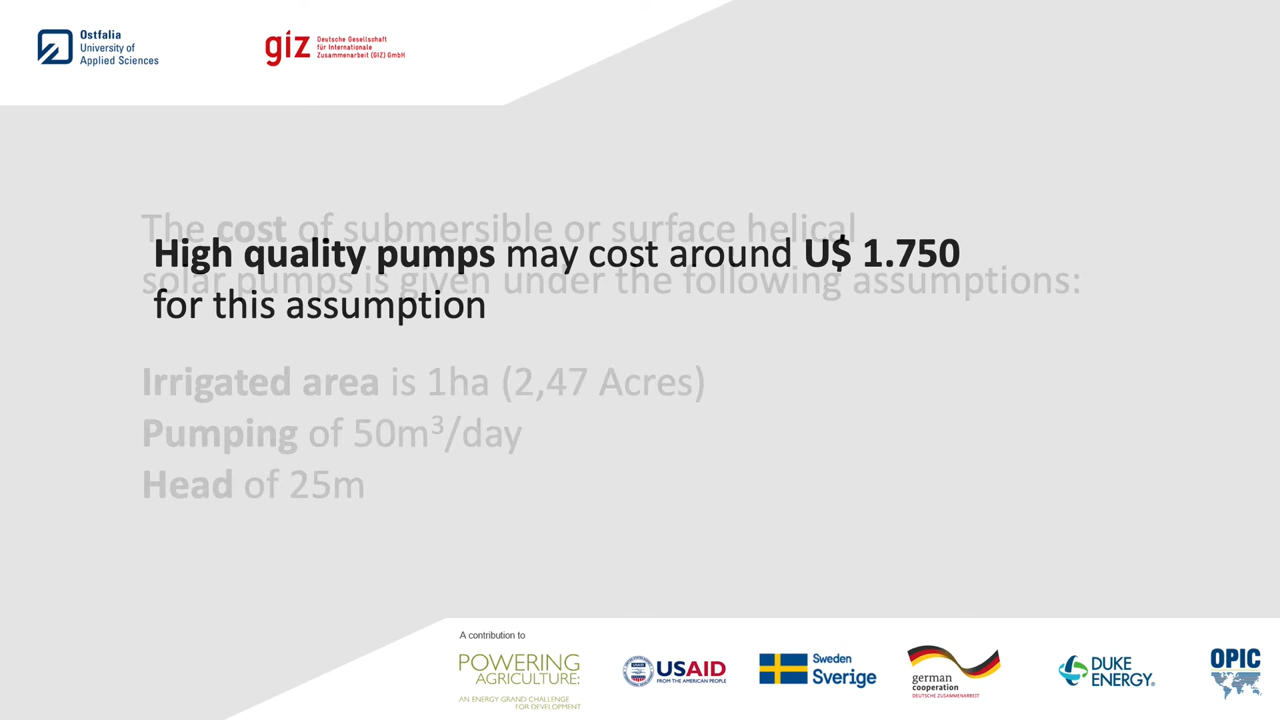 Ostfalia
University of
Applied Sciences
giz
Deutsche Gesellschaft
für Internationale
Zusammenarbeit (GIZ) GmbH
The cost of submersible or surface helical
solar pumps is given under the following assumptions:
High quality pumps may cost around U$ 1.750
for this assumption
Irrigated area is 1ha (2,47 Acres)
Pumping of 50m³/day
Head of 25m
A contribution to
POWERING
AGRICULTURE:
AN ENERGY GRAND CHALLENGE
FOR DEVELOPMENT
USAID
FROM THE AMERICAN PEOPLE
Sweden
Sverige
german
cooperation
DEUTSCHE ZUSAMMENARBEIT
DUKE
ENERGY®
OPIC